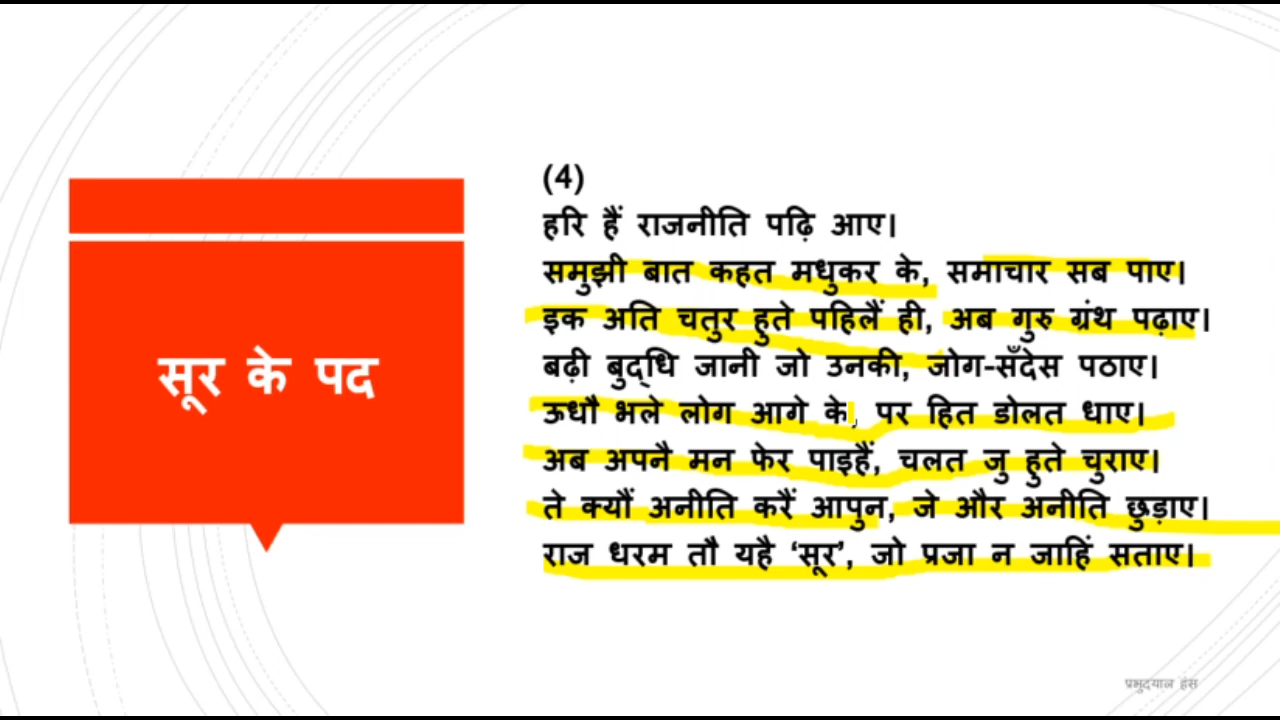 सूर के पद
(4)
हरि हैं राजनीति पढ़ि आए।
समुझी बात कहत मधुकर के, समाचार सब पाए।
इक अति चतुर हुते पहिलैं ही, अब गुरु ग्रंथ पढ़ाए।
बढ़ी बुद्धि जानी जो उनकी, जोग-सँदेस पठाए।
ऊधौ भले लोग आगे के, पर हित डोलत धाए।
अब अपनै मन फेर पाइहैं, चलत जु हुते चुराए।
ते क्यौं अनीति करैं आपुन, जे और अनीति छुड़ाए।
राज धरम तौ यहै ‘सूर’, जो प्रजा न जाहिं सताए।
प्रभुदयाल हंस